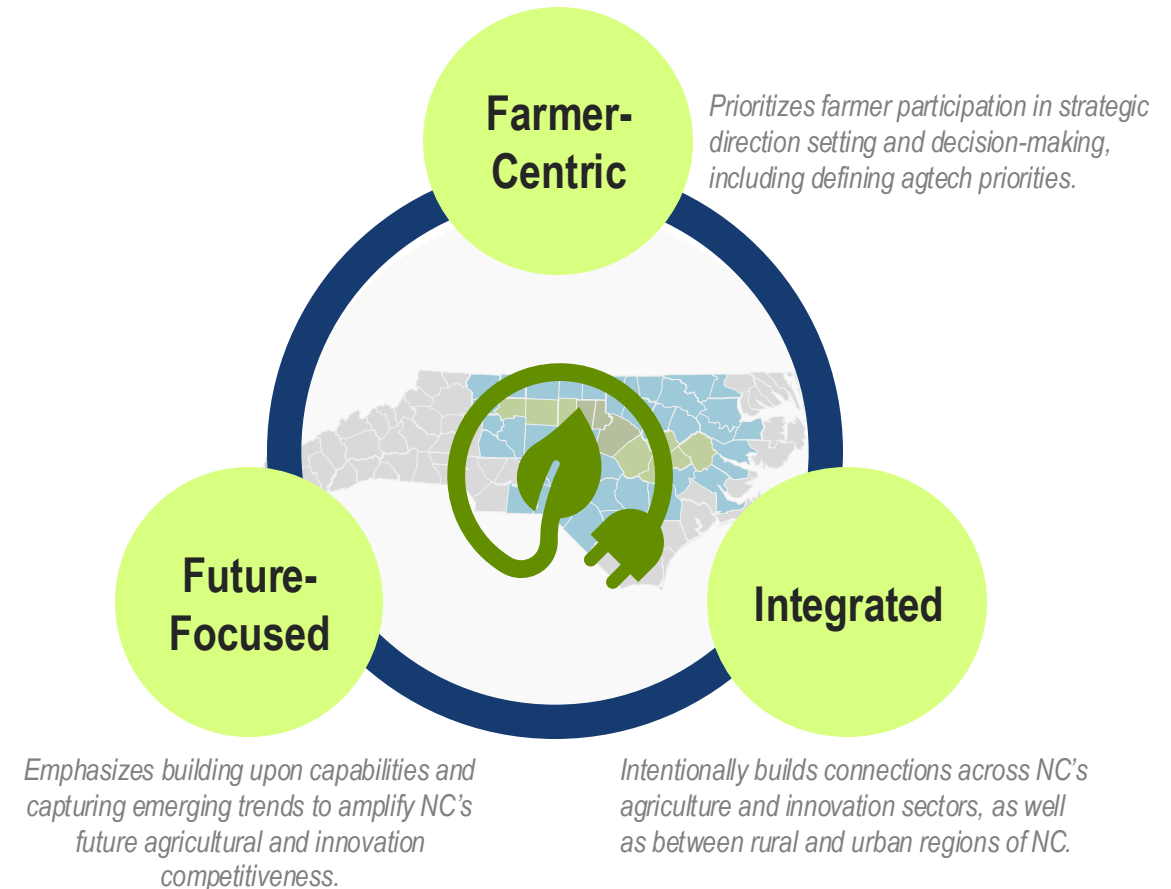 Farmer-
Centric
Prioritizes farmer participation in strategic
direction setting and decision-making,
including defining agtech priorities.
Future-
Focused
Integrated
Emphasizes building upon capabilities and
capturing emerging trends to amplify NC’s
future agricultural and innovation
competitiveness.
Intentionally builds connections across NC’s
agriculture and innovation sectors, as well
as between rural and urban regions of NC.